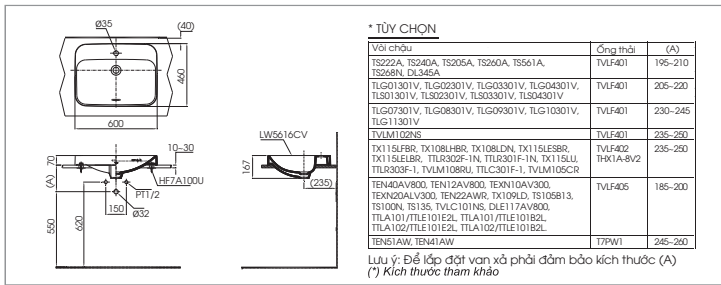 Ø35
(40)
460
600
70
10~30
(A)
HF7A100U
PT1/2
150
Ø32
550
620
LW5616CV
167
(235)
* TÙY CHỌN
Vòi chậu Ống thải (A)
TS222A, TS240A, TS205A, TS260A, TS561A, TVLF401 195~210
TS268N, DL345A
TLG01301V, TLG02301V, TLG03301V, TLG04301V, TVLF401 205~220
TLS01301V, TLS02301V, TLS03301V, TLS04301V
TLG07301V, TLG08301V, TLG09301V, TLG10301V, TVLF401 230~245
TLG11301V
TVLM102NS TVLF401 235~250
TX115LFBR, TX108LHBR, TX108LDN, TX115LESBR, TVLF402 235~250
TX115LELBR, TTLR302F-1N, TTLR301F-1N, TX115LU, THX1A-8V2
TTLR303F-1, TVLM108RU, TTLC301F-1, TVLM105CR
TEN40AV800, TEN12AV800, TEXN10AV300, TVLF405 185~200
TEXN20ALV300, TEN22AWR, TX109LD, TS105B13,
TS100N, TS135, TVLC101NS, DLE117AV800,
TTLA101/TTLE101E2L, TTLA101/TTLE101B2L
TTLA102/TTLE101E2L, TTLA102/TTLE101B2L
TEN51AW, TEN41AW T7PW1 245~260
Lưu ý: Để lắp đặt van xả phải đảm bảo kích thước (A)
(*) Kích thước tham khảo